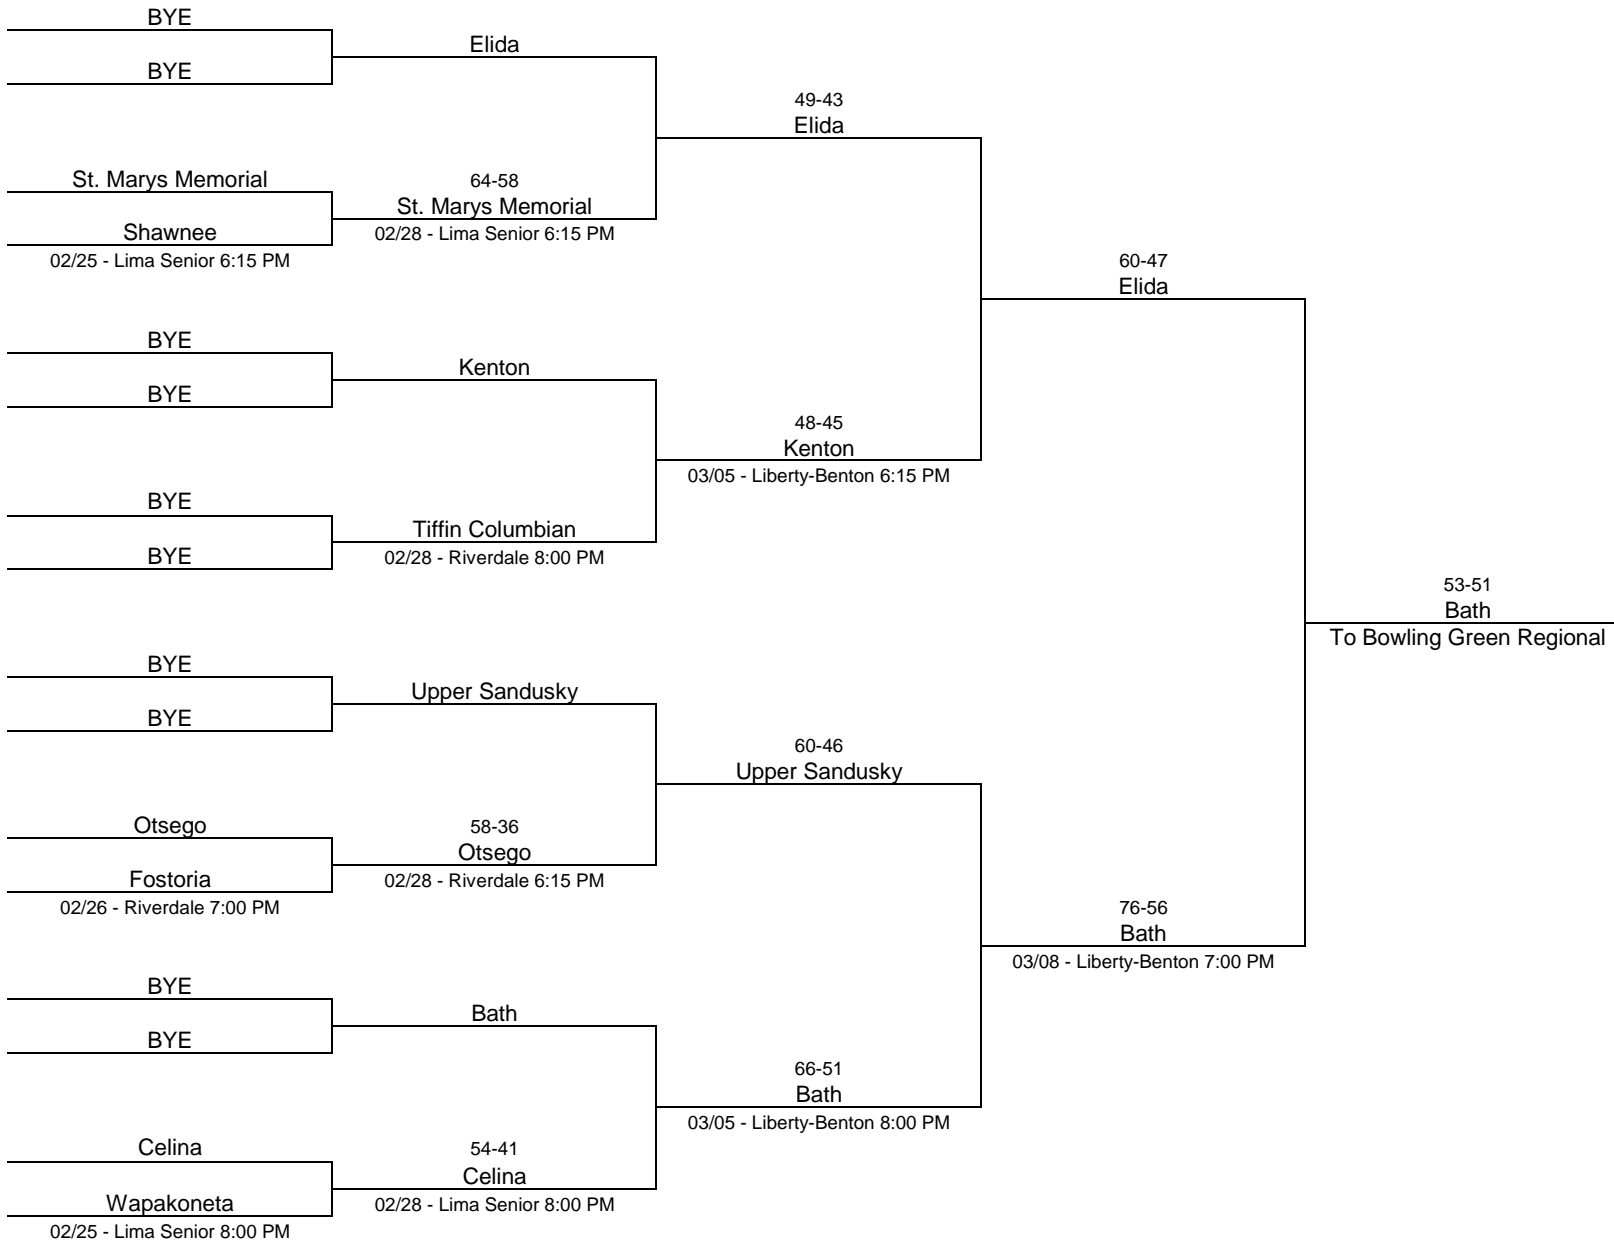 BYE
Elida
BYE
49-43
Elida
St. Marys Memorial
64-58
St. Marys Memorial
Shawnee
02/28 - Lima Senior 6:15 PM
02/25 - Lima Senior 6:15 PM
60-47
Elida
BYE
Kenton
BYE
48-45
Kenton
03/05 - Liberty-Benton 6:15 PM
BYE
Tiffin Columbian
BYE
02/28 - Riverdale 8:00 PM
53-51
Bath
To Bowling Green Regional
BYE
Upper Sandusky
BYE
60-46
Upper Sandusky
Otsego
58-36
Otsego
Fostoria
02/28 - Riverdale 6:15 PM
02/26 - Riverdale 7:00 PM
76-56
Bath
03/08 - Liberty-Benton 7:00 PM
BYE
Bath
BYE
66-51
Bath
03/05 - Liberty-Benton 8:00 PM
Celina
54-41
Celina
Wapakoneta
02/28 - Lima Senior 8:00 PM
02/25 - Lima Senior 8:00 PM